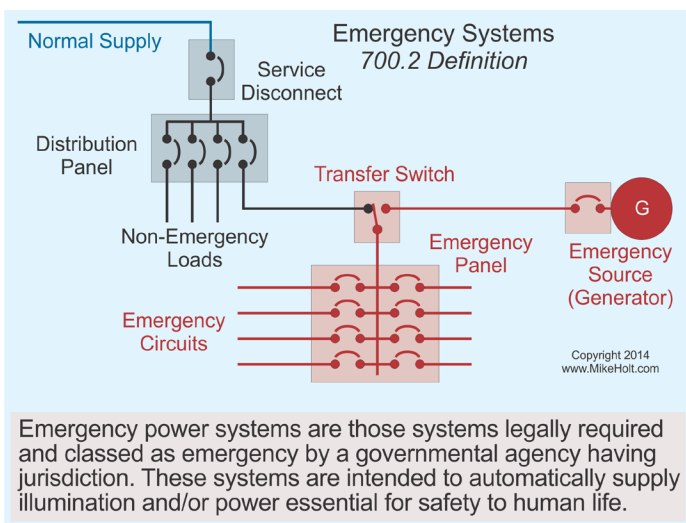 Normal Supply
Emergency Systems
700.2 Definition
Service
Disconnect
Distribution
Panel
Transfer Switch
G
Non-Emergency
Loads
Emergency
Panel
Emergency
Source
(Generator)
Emergency
Circuits
Copyright 2014
www.MikeHolt.com
Emergency power systems are those systems legally required
and classed as emergency by a governmental agency having
jurisdiction. These systems are intended to automatically supply
illumination and/or power essential for safety to human life.